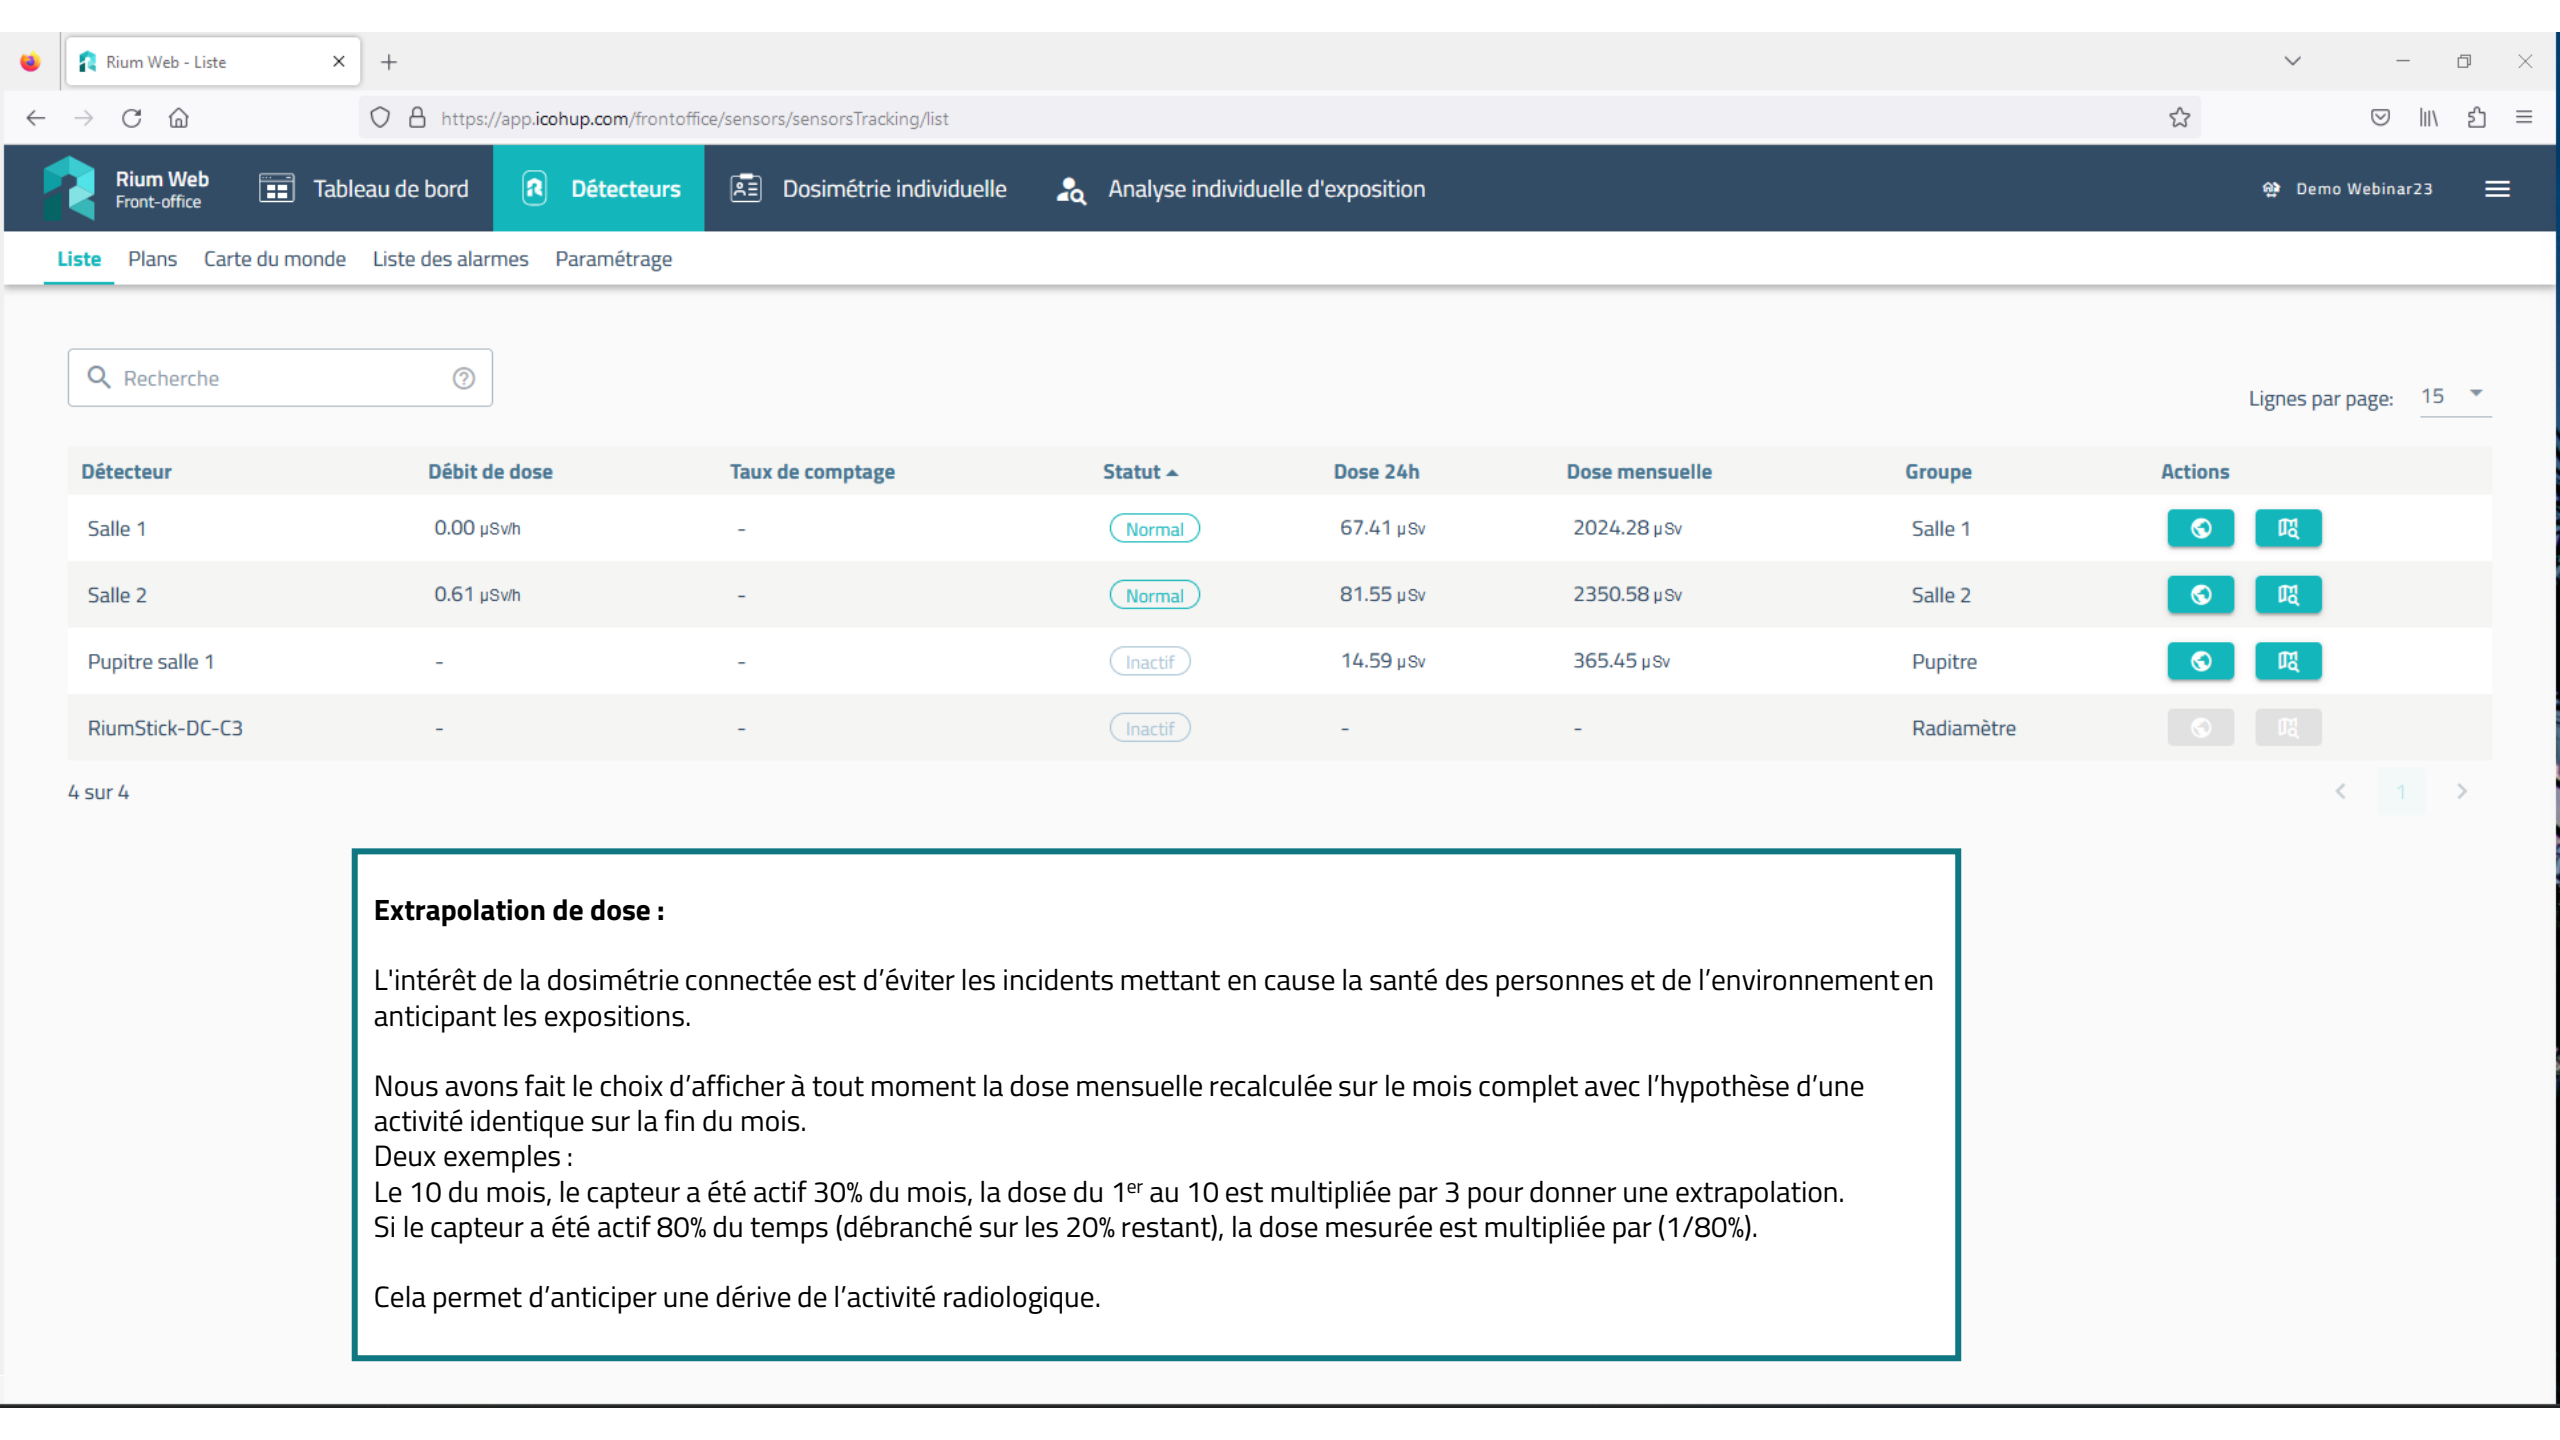 Rium Web - Liste
https://app.icohup.com/frontoffice/sensors/sensorsTracking/list
Rium Web
Front-office
Tableau de bord
Détecteurs
Dosimétrie individuelle
Analyse individuelle d'exposition
Demo Webinar23
Liste Plans Carte du monde Liste des alarmes Paramétrage
Recherche
Lignes par page: 15
Détecteur Débit de dose Taux de comptage Statut Dose 24h Dose mensuelle Groupe Actions
Salle 1 0.00 µSv/h - Normal 67.41 µSv 2024.28 µSv Salle 1
Salle 2 0.61 µSv/h - Normal 81.55 µSv 2350.58 µSv Salle 2
Pupitre salle 1 - - Inactif 14.59 µSv 365.45 µSv Pupitre
RiumStick-DC-C3 - - Inactif - - Radiamètre
4 sur 4
1
Extrapolation de dose :
L'intérêt de la dosimétrie connectée est d’éviter les incidents mettant en cause la santé des personnes et de l’environnement en
anticipant les expositions.
Nous avons fait le choix d’afficher à tout moment la dose mensuelle recalculée sur le mois complet avec l’hypothèse d’une
activité identique sur la fin du mois.
Deux exemples :
Le 10 du mois, le capteur a été actif 30% du mois, la dose du 1er au 10 est multipliée par 3 pour donner une extrapolation.
Si le capteur a été actif 80% du temps (débranché sur les 20% restant), la dose mesurée est multipliée par (1/80%).
Cela permet d’anticiper une dérive de l’activité radiologique.